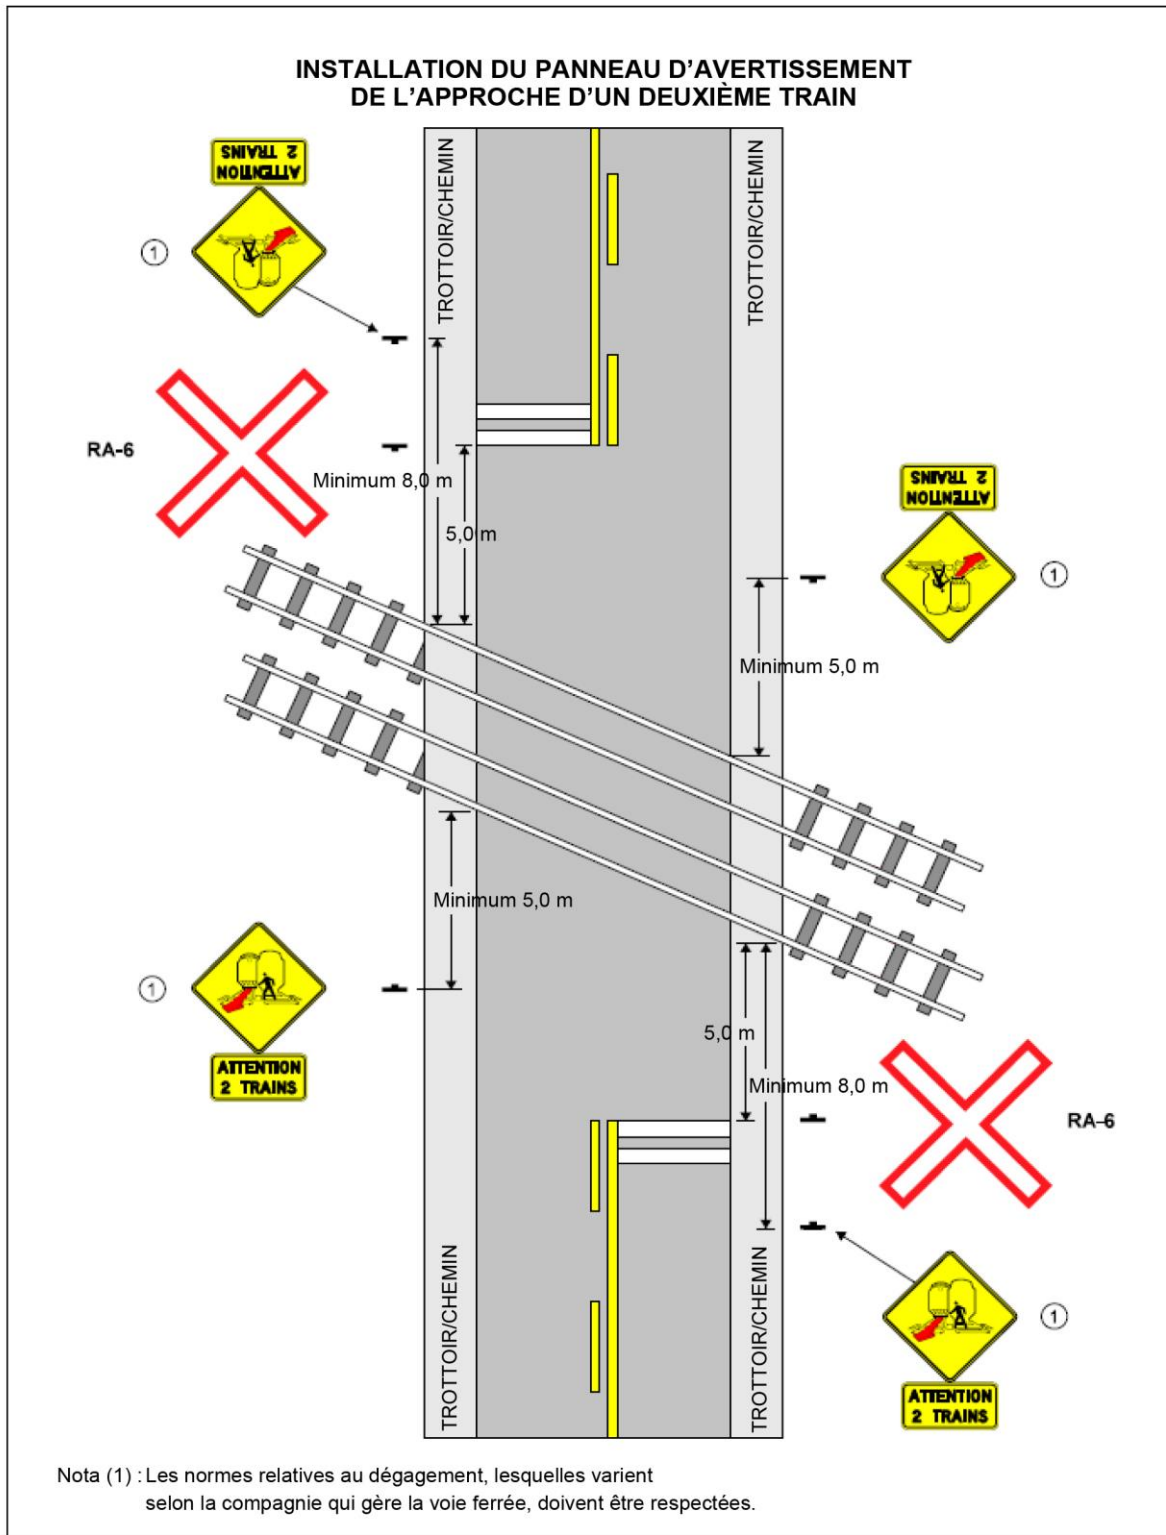 INSTALLATION DU PANNEAU D'AVERTISSEMENT
DE L'APPROCHE D'UN DEUXIÈME TRAIN
ATTENTION
2 TRAINS
TROTTOIR/CHEMIN
TROTTOIR/CHEMIN
1
RA-6
Minimum 8,0 m
5,0 m
ATTENTION
2 TRAINS
1
Minimum 5,0 m
Minimum 5,0 m
1
ATTENTION
2 TRAINS
5,0 m
Minimum 8,0 m
RA-6
TROTTOIR/CHEMIN
TROTTOIR/CHEMIN
1
ATTENTION
2 TRAINS
Nota (1) : Les normes relatives au dégagement, lesquelles varient
selon la compagnie qui gère la voie ferrée, doivent être respectées.